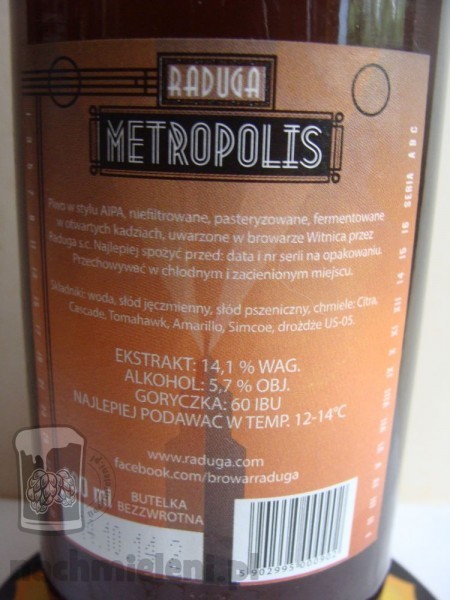 RADUGA
METROPOLIS
Piwo w stylu AIPA, niefiltrowane, pasteryzowane, fermentowane
w otwartych kadziach, uwarzone w browarze Witnica przez
Raduga s.c. Najlepiej spożyć przed: data i nr serii na opakowaniu.
Przechowywać w chłodnym i zacienionym miejscu.
Składniki: woda, słód jęczmienny, słód pszeniczny, chmiele: Citra,
Cascade, Tomahawk, Amarillo, Simcoe, drożdże US-05.
EKSTRAKT: 14,1 % WAG.
ALKOHOL: 5,7 % OBJ.
GORYCZKA: 60 IBU
NAJLEPIEJ PODAWAĆ W TEMP. 12-14°C
www.raduga.com
facebook.com/browarraduga
ml
BUTELKA
BEZZWROTNA
SERIA A B C
nachmieleni.pl